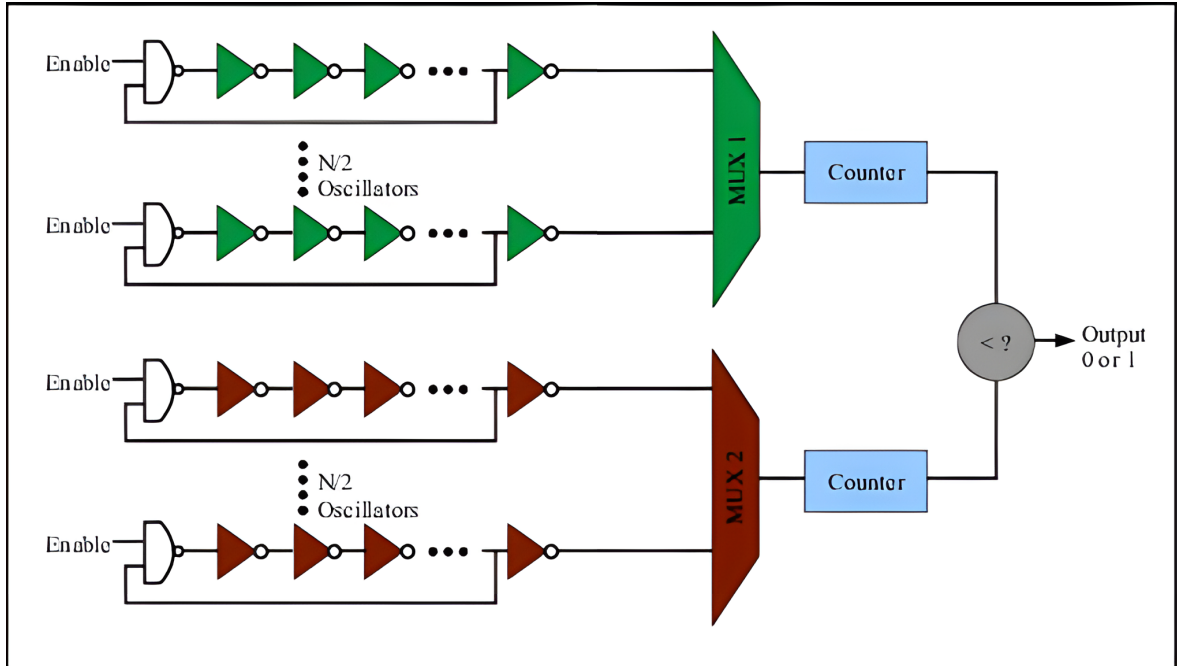 Enable
N/2
Oscillators
Enable
MUX 1
Counter
< ?
Output
0 or 1
Enable
N/2
Oscillators
Enable
MUX 2
Counter